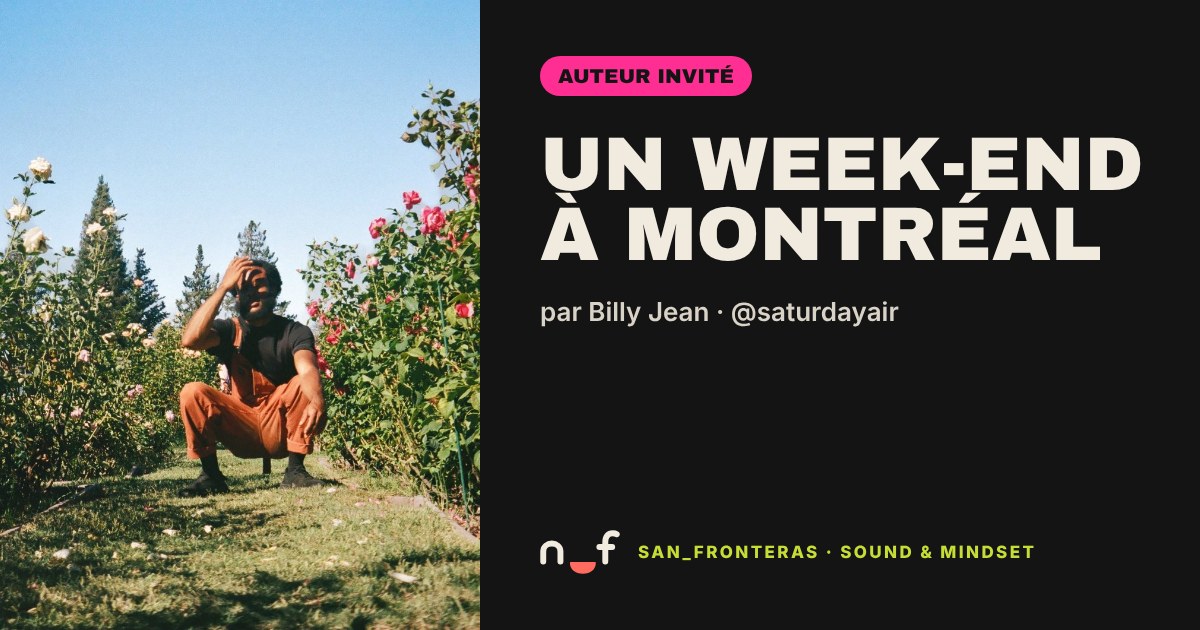 AUTEUR INVITÉ
UN WEEK-END
À MONTRÉAL
par Billy Jean · @saturdayair
n_f SAN_FRONTERAS · SOUND & MINDSET